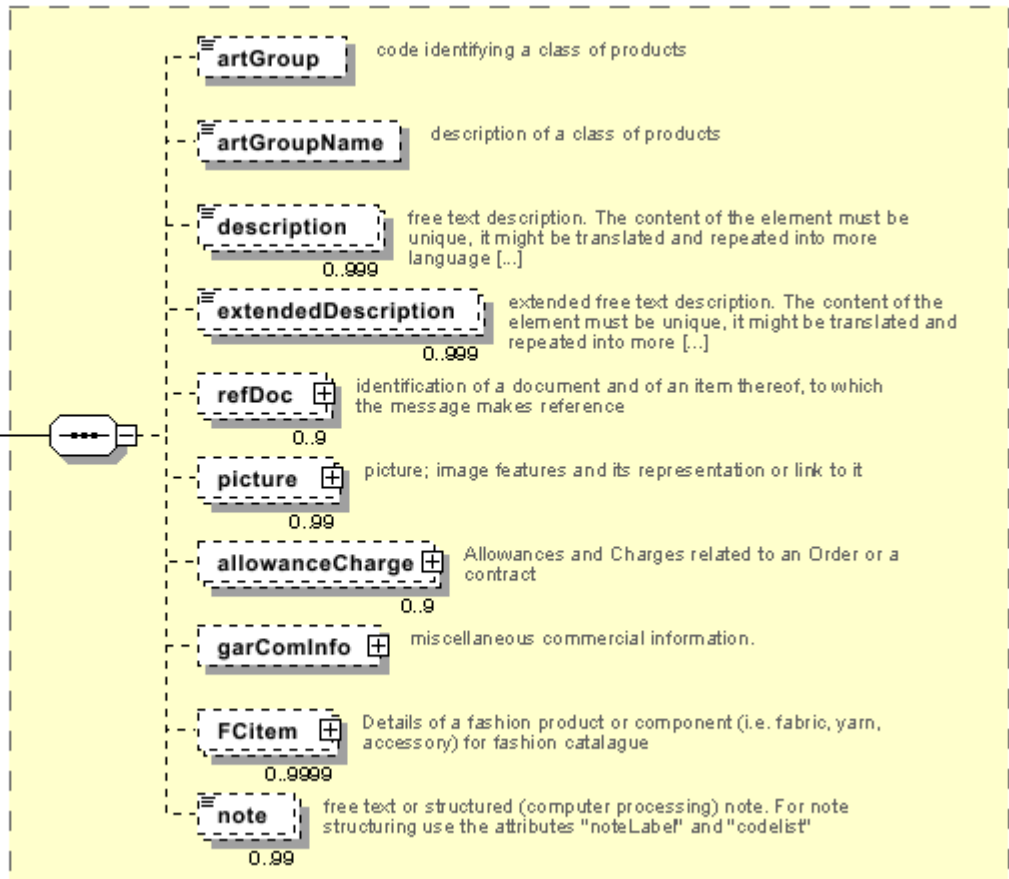 artGroup
code identifying a class of products
artGroupName
description of a class of products
description
free text description. The content of the element must be
unique, it might be translated and repeated into more
language [...]
0..999
extendedDescription
extended free text description. The content of the
element must be unique, it might be translated and
repeated into more [...]
0..999
refDoc
identification of a document and of an item thereof, to which
the message makes reference
0..9
picture
picture; image features and its representation or link to it
0..99
allowanceCharge
Allowances and Charges related to an Order or a
contract
0..9
garComInfo
miscellaneous commercial information.
FCitem
Details of a fashion product or component (i.e. fabric, yarn,
accessory) for fashion catalague
0..9999
note
free text or structured (computer processing) note. For note
structuring use the attributes "noteLabel" and "codelist"
0..99